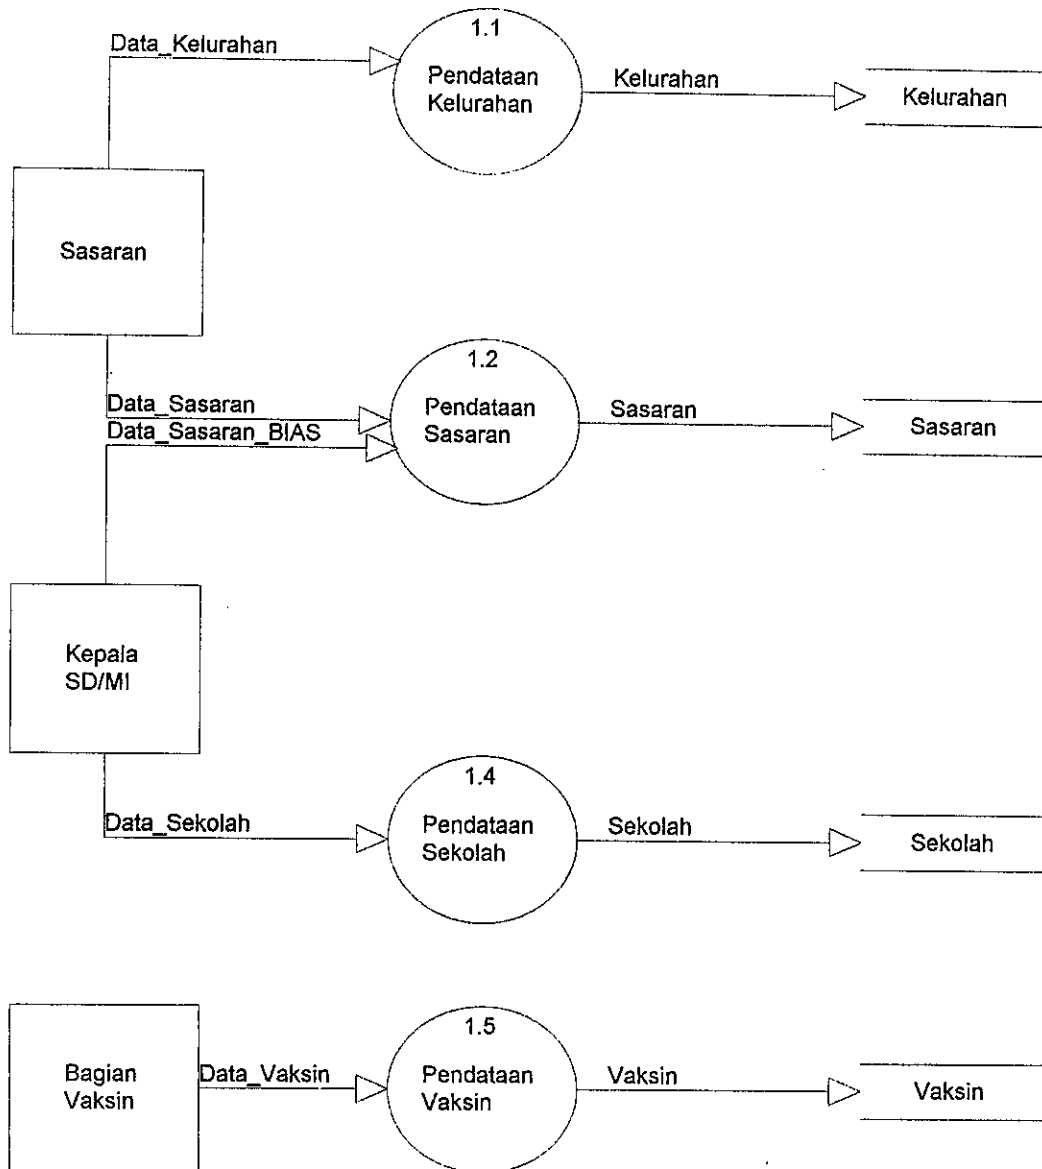 1.1
Data_Kelurahan
Pendataan
Kelurahan
Kelurahan
Kelurahan
Sasaran
1.2
Data_Sasaran
Data_Sasaran_BIAS
Pendataan
Sasaran
Sasaran
Sasaran
Kepala
SD/MI
1.4
Data_Sekolah
Pendataan
Sekolah
Sekolah
Sekolah
1.5
Bagian
Vaksin
Data_Vaksin
Pendataan
Vaksin
Vaksin
Vaksin